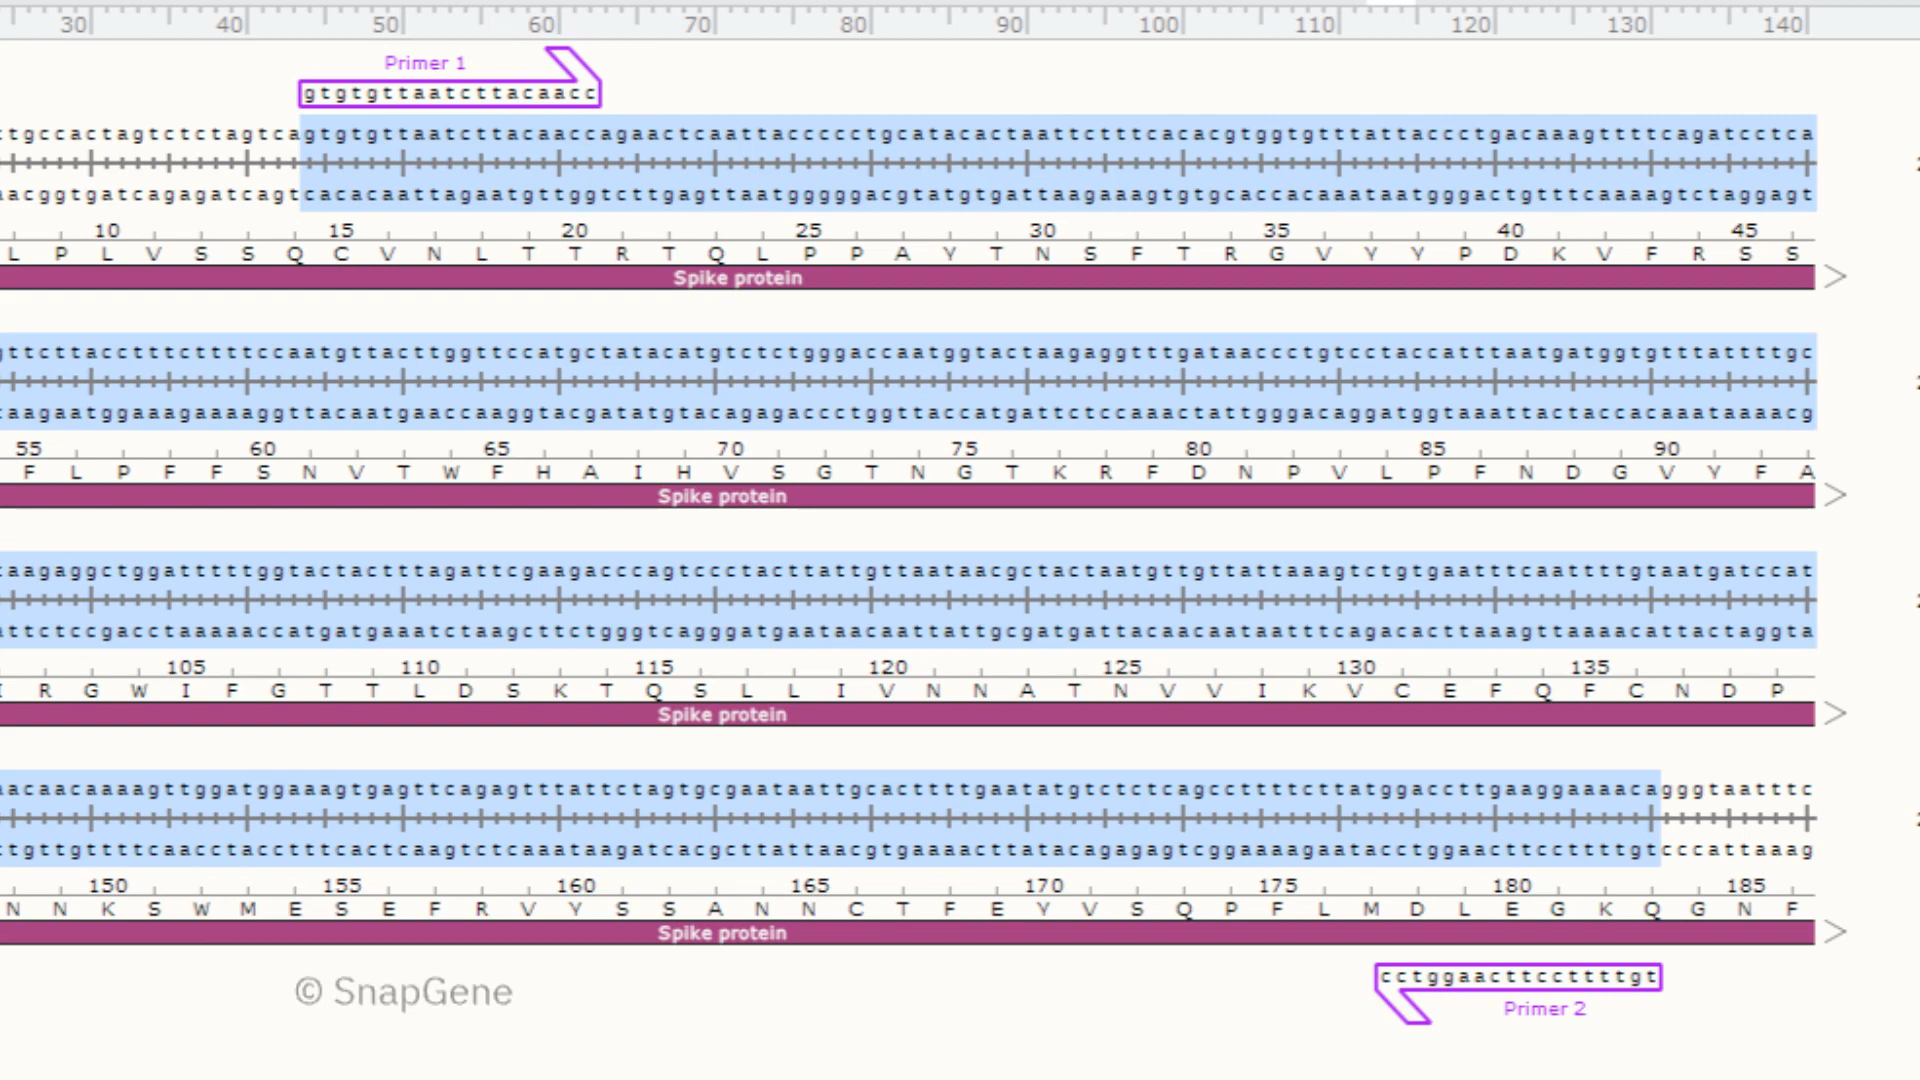 30 40 50 60 70 80 90 100 110 120 130 140
Primer 1
gtgtgttaatcttacaacc
tgccactagtctctagtcagtgtgttaatcttacaaccagaactcaattaccccctgcatacactaattctttcacacgtggtgtttattaccctgacaaagttttcagatcctca
acggtgatcagagatcagtcacacaattagaatgttggtcttgagttaatgggggacgtatgtgattaagaaagtgtgcaccacaaataatgggactgtttcaaaagtctaggagt
10 15 20 25 30 35 40 45
L P L V S S Q C V N L T T R T Q L P P A Y T N S F T R G V Y Y P D K V F R S S
Spike protein
ttcttacctttcttttccaatgttacttggttccatgctatacatgtctctgggaccaatggtactaagaggtttgataaccctgtcctaccatttaatgatggtgtttattttgc
aagaatggaaagaaaaggttacaatgaaccaaggtacgatatgtacagagaccctggttaccatgattctccaaactattgggacaggatggtaaattactaccacaaataaaacg
55 60 65 70 75 80 85 90
F L P F F S N V T W F H A I H V S G T N G T K R F D N P V L P F N D G V Y F A
Spike protein
aagaggctggatttttggtactactttagattcgaagacccagtccctacttattgttaataacgctactaatgttgttattaaagtctgtgaatttcaattttgtaatgatccat
ttctccgacctaaaaaccatgatgaaatctaagcttctgggtcagggatgaataacaattattgcgatgattacaacaataatttcagacacttaaagttaaaacattactaggta
105 110 115 120 125 130 135
I R G W I F G T T L D S K T Q S L L I V N N A T N V V I K V C E F Q F C N D P
Spike protein
acaacaaaagttggatggaaagtgagttcagagtttattctagtgcgaataattgcacttttgaatatgtctctcagccttttcttatggaccttgaaggaaaacagggtaatttc
tgttgttttcaacctacctttcactcaagtctcaaataagatcacgcttattaacgtgaaaacttatacagagagtcggaaaagaatacctggaacttccttttgtcccattaaag
150 155 160 165 170 175 180 185
N N K S W M E S E F R V Y S S A N N C T F E Y V S Q P F L M D L E G K Q G N F
Spike protein
cctggaacttccttttgt
Primer 2
© SnapGene